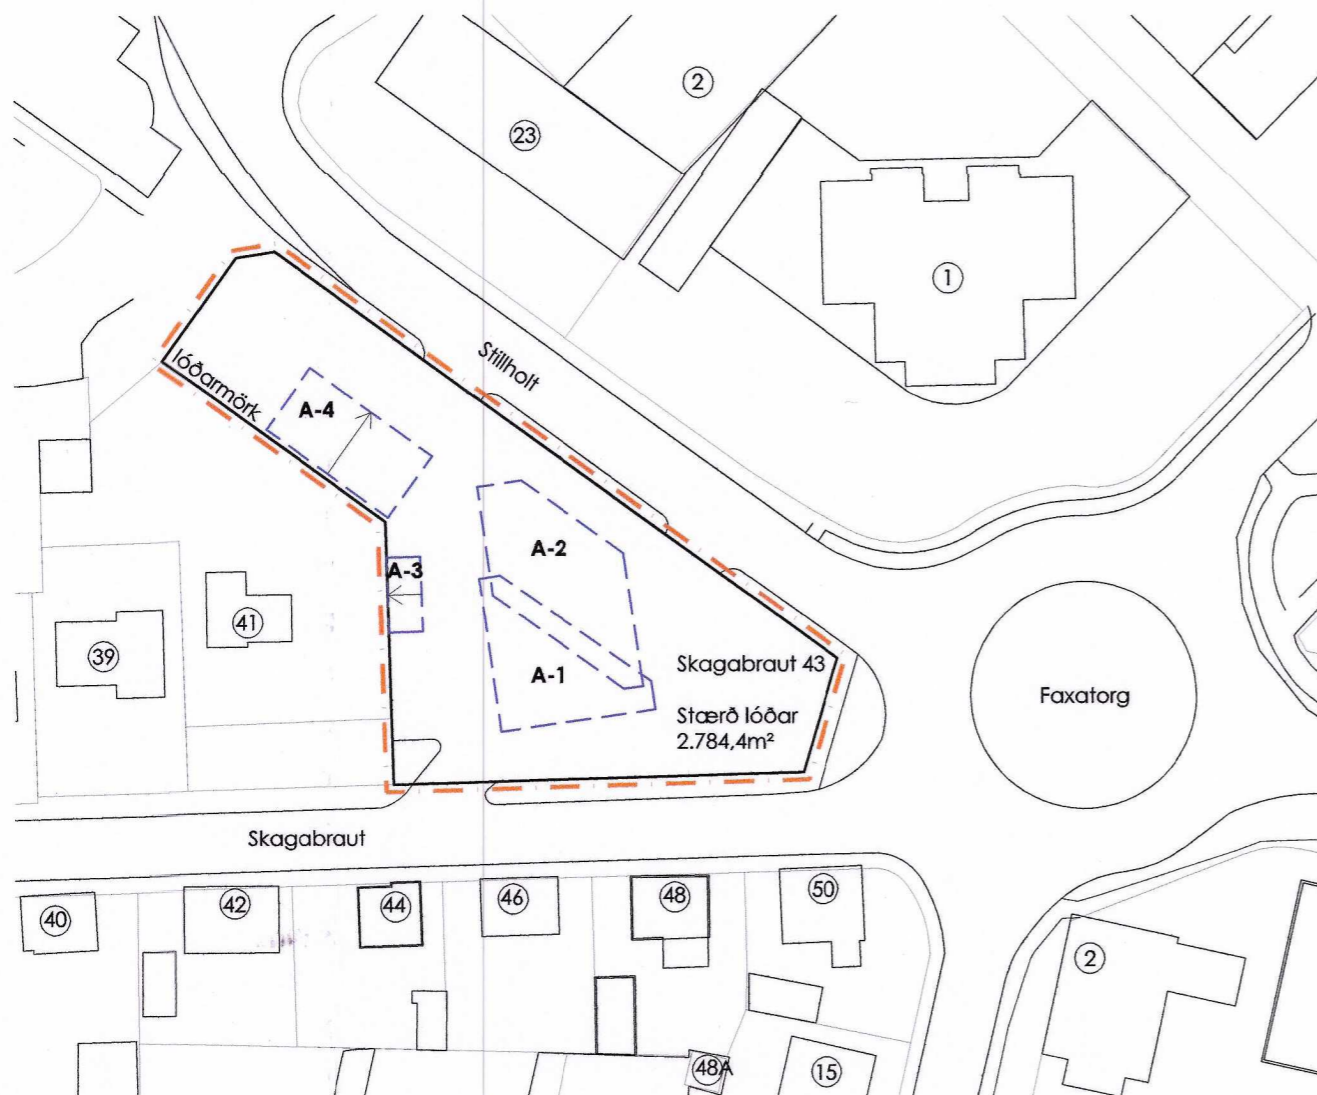 2
23
1
Stillholt
lóðarmörk
A-4
A-2
A-3
41
39
A-1
Skagabraut 43
Stærð lóðar
2.784,4m²
Faxatorg
Skagabraut
40
42
44
46
48
50
2
48A
15